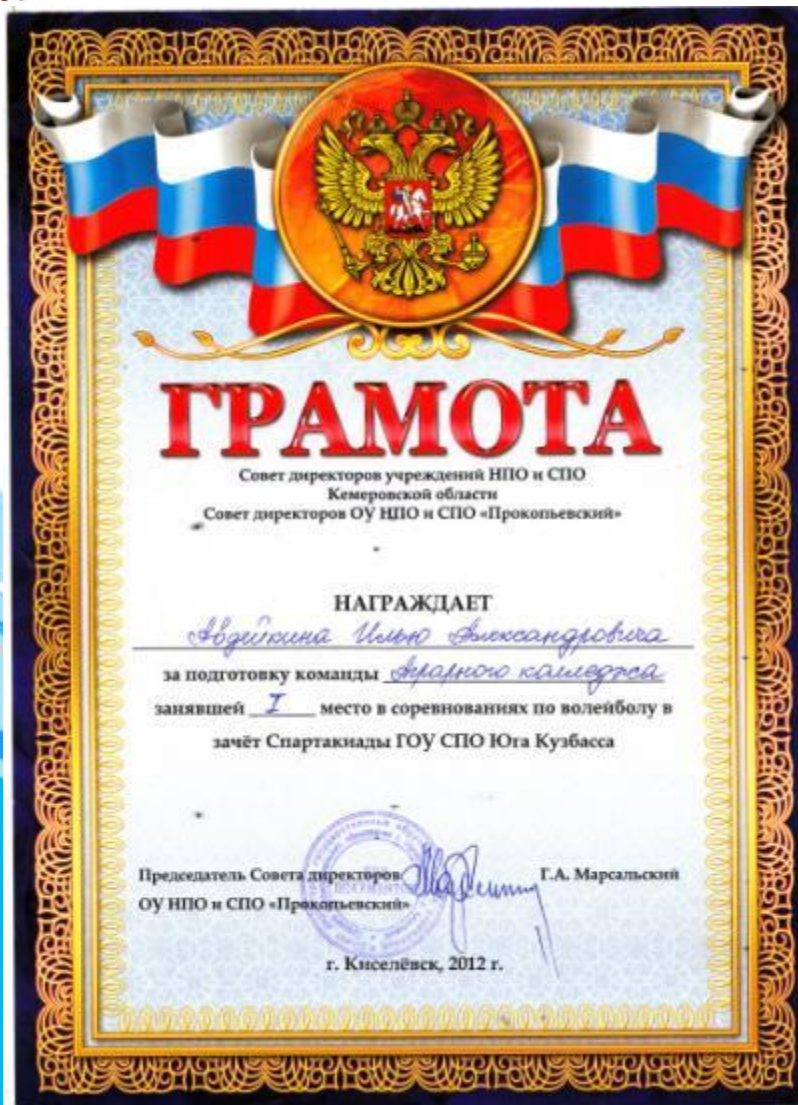 ГРАМОТА
Совет директоров учреждений НПО и СПО
Кемеровской области
Совет директоров ОУ НПО и СПО «Прокопьевский»
НАГРАЖДАЕТ
Авдейкина Илью Александровича
за подготовку команды Аграрного колледжа
занявшей I место в соревнованиях по волейболу в
зачёт Спартакиады ГОУ СПО Юга Кузбасса
Председатель Совета директоров Г.А. Марсальский
ОУ НПО и СПО «Прокопьевский»
г. Киселёвск, 2012 г.